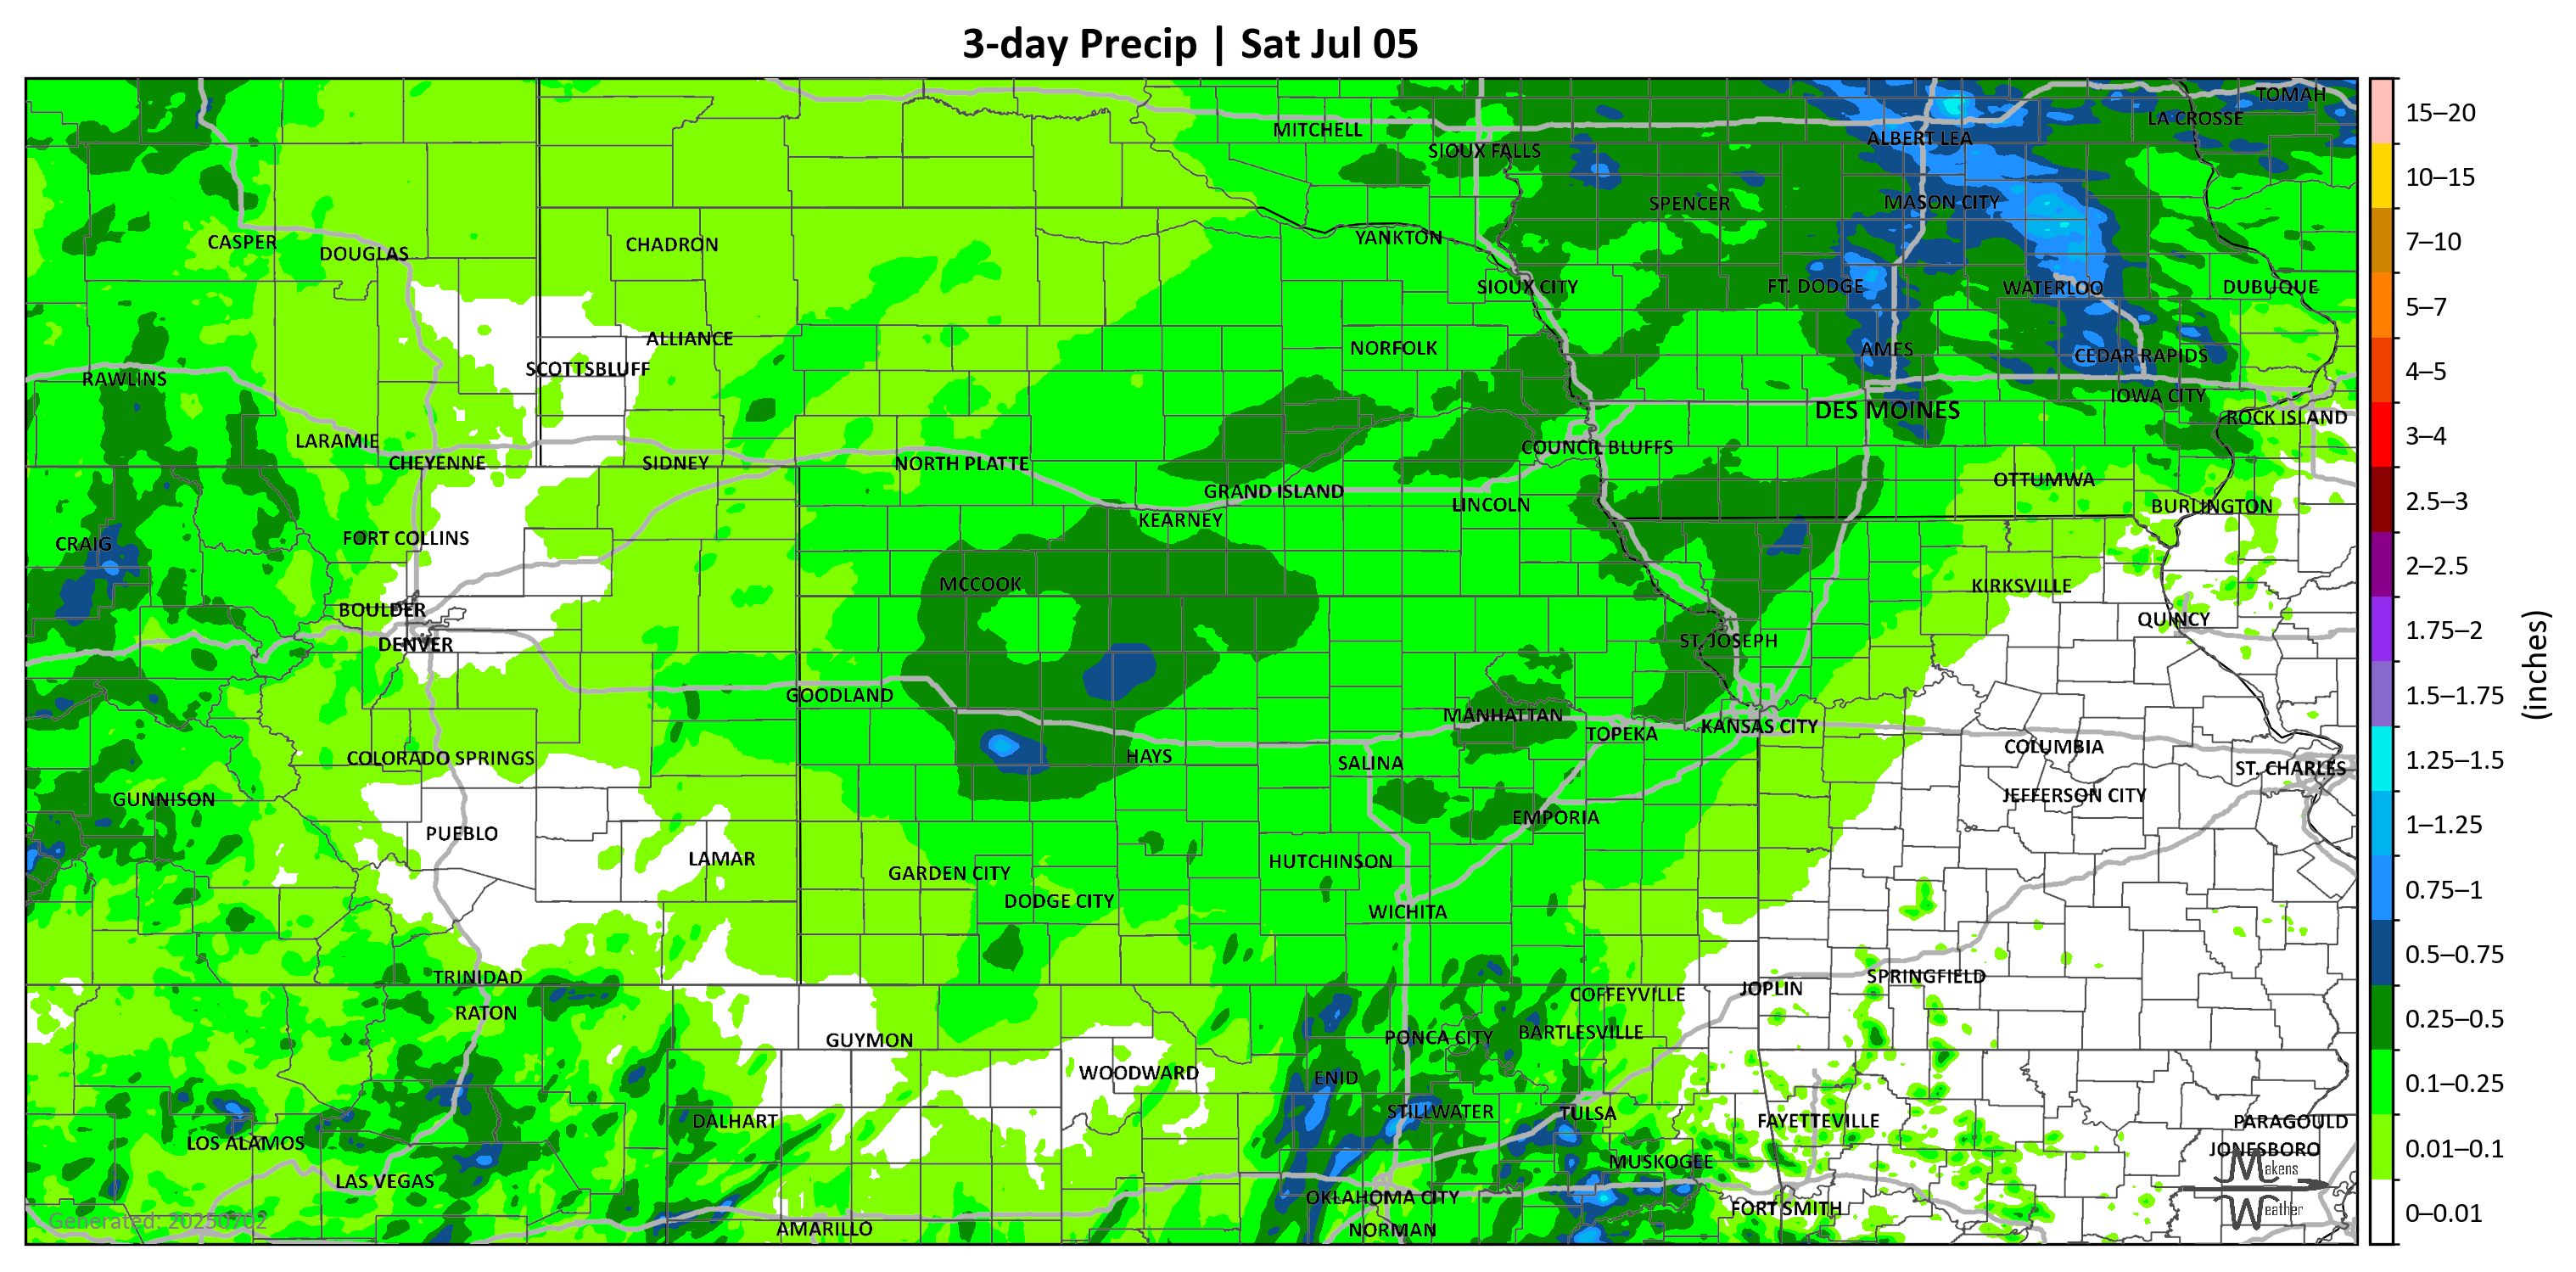 3-day Precip | Sat Jul 05
TOMAH
LA CROSSE
MITCHELL
ALBERT LEA
SIOUX FALLS
SPENCER
MASON CITY
YANKTON
CASPER
CHADRON
DOUGLAS
SIOUX CITY
FT. DODGE
WATERLOO
DUBUQUE
ALLIANCE
NORFOLK
AMES
CEDAR RAPIDS
SCOTTSBLUFF
RAWLINS
IOWA CITY
DES MOINES
ROCK ISLAND
LARAMIE
COUNCIL BLUFFS
CHEYENNE
SIDNEY
NORTH PLATTE
OTTUMWA
GRAND ISLAND
LINCOLN
BURLINGTON
KEARNEY
FORT COLLINS
CRAIG
MCCOOK
KIRKSVILLE
BOULDER
QUINCY
DENVER
ST. JOSEPH
GOODLAND
MANHATTAN
TOPEKA
KANSAS CITY
COLUMBIA
COLORADO SPRINGS
HAYS
SALINA
ST. CHARLES
GUNNISON
JEFFERSON CITY
EMPORIA
PUEBLO
LAMAR
HUTCHINSON
GARDEN CITY
DODGE CITY
WICHITA
TRINIDAD
SPRINGFIELD
JOPLIN
COFFEYVILLE
RATON
BARTLESVILLE
PONCA CITY
GUYMON
WOODWARD
ENID
STILLWATER
TULSA
DALHART
FAYETTEVILLE
PARAGOULD
LOS ALAMOS
JONESBORO
MUSKOGEE
LAS VEGAS
OKLAHOMA CITY
FORT SMITH
AMARILLO
NORMAN
Generated: 20250702
Makens
Weather
15–20
10–15
7–10
5–7
4–5
3–4
2.5–3
2–2.5
1.75–2
1.5–1.75
1.25–1.5
1–1.25
0.75–1
0.5–0.75
0.25–0.5
0.1–0.25
0.01–0.1
0–0.01
(inches)